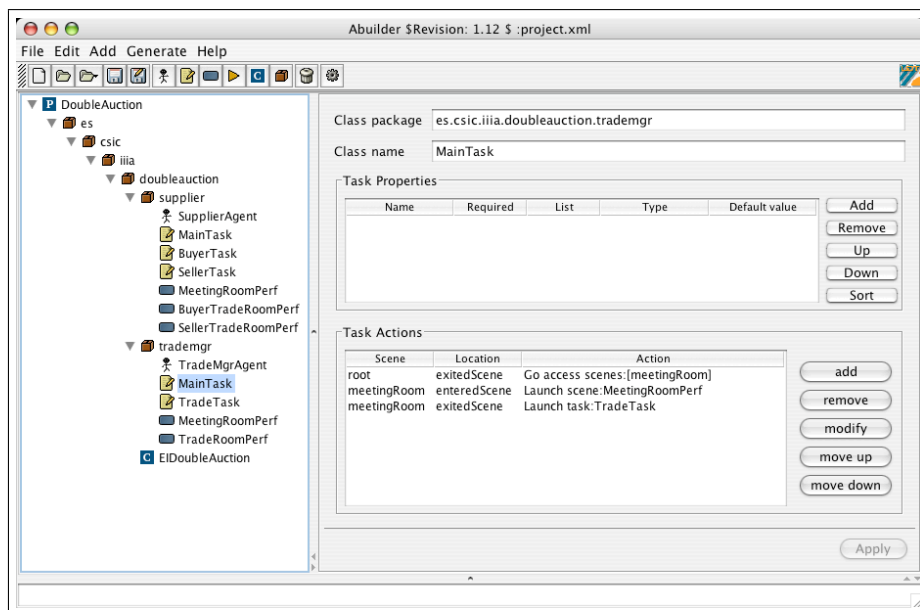 Abuilder $Revision: 1.12 $ :project.xml
File Edit Add Generate Help
C
P DoubleAuction
es
csic
iiia
doubleauction
supplier
SupplierAgent
MainTask
BuyerTask
SellerTask
MeetingRoomPerf
BuyerTradeRoomPerf
SellerTradeRoomPerf
trademgr
TradeMgrAgent
MainTask
TradeTask
MeetingRoomPerf
TradeRoomPerf
C EIDoubleAuction
Class package es.csic.iiia.doubleauction.trademgr
Class name MainTask
Task Properties
Name Required List Type Default value
Add
Remove
Up
Down
Sort
Task Actions
Scene Location Action
root exitedScene Go access scenes:[meetingRoom]
meetingRoom enteredScene Launch scene:MeetingRoomPerf
meetingRoom exitedScene Launch task:TradeTask
add
remove
modify
move up
move down
Apply